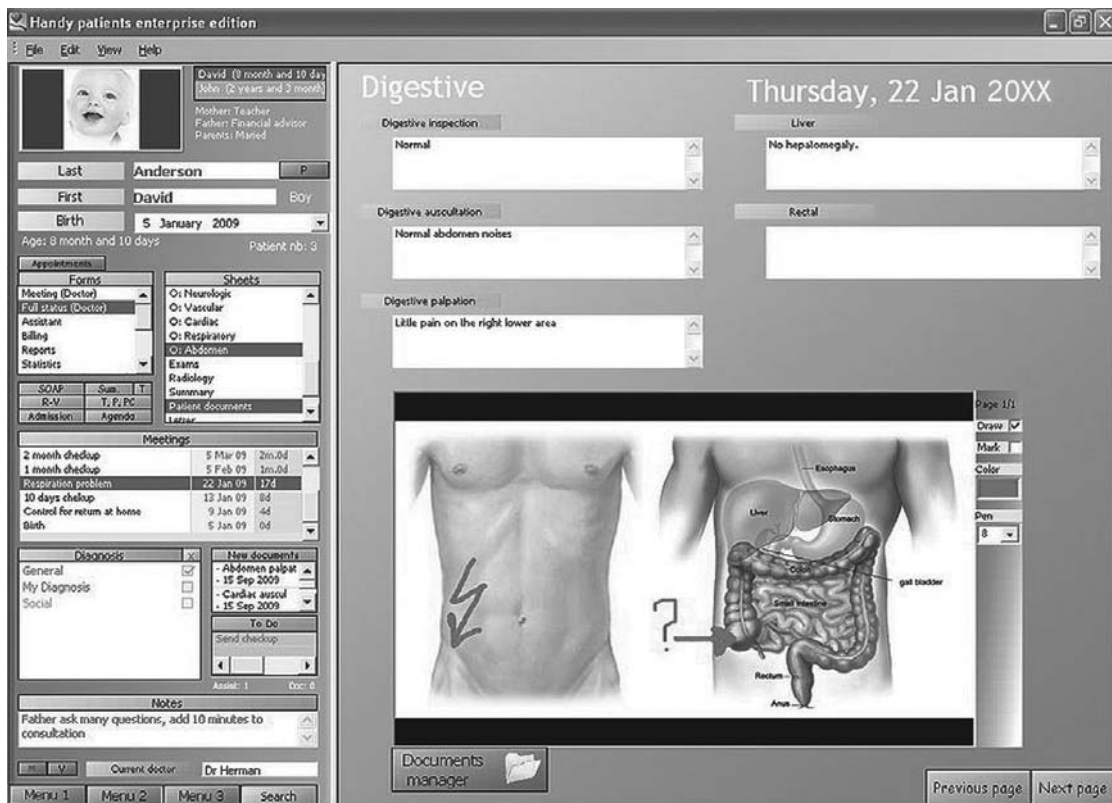 Handy patients enterprise edition
File Edit View Help
David (8 month and 10 day
John (2 years and 3 month)
Mother: Teacher
Father: Financial advisor
Parents: Maried
Last Anderson P
First David Boy
Birth 5 January 2009
Age: 8 month and 10 days
Patient nb: 3
Appointments
Forms
Meeting (Doctor)
Full status (Doctor)
Assistant
Billing
Reports
Statistics
Sheets
O: Neurologic
O: Vascular
O: Cardiac
O: Respiratory
O: Abdomen
Exams
Radiology
Summary
Patient documents
Letter
SOAP Sum. T
R-V T, P, PC
Admission Agenda
Meetings
2 month checkup 5 Mar 09 2m.0d
1 month checkup 5 Feb 09 1m.0d
Respiration problem 22 Jan 09 17d
10 days chekup 13 Jan 09 8d
Control for return at home 9 Jan 09 4d
Birth 5 Jan 09 0d
Diagnosis x
General
My Diagnosis
Social
New documents
- Abdomen palpat
- 15 Sep 2009
- Cardiac auscul
- 15 Sep 2009
To Do
Send checkup
Assist: 1 Doc: 0
Notes
Father ask many questions, add 10 minutes to
consultation
M V Current doctor Dr Herman
Menu 1 Menu 2 Menu 3 Search
Digestive
Thursday, 22 Jan 20XX
Digestive inspection
Normal
Liver
No hepatomegaly.
Digestive auscultation
Normal abdomen noises
Rectal
Digestive palpation
Little pain on the right lower area
Page 1/1
Draw
Mark
Color
Pen
8
Esophagus
Liver
Stomach
Colon
gall bladder
Small intestine
?
Rectum
Anus
Documents
manager
Previous page Next page